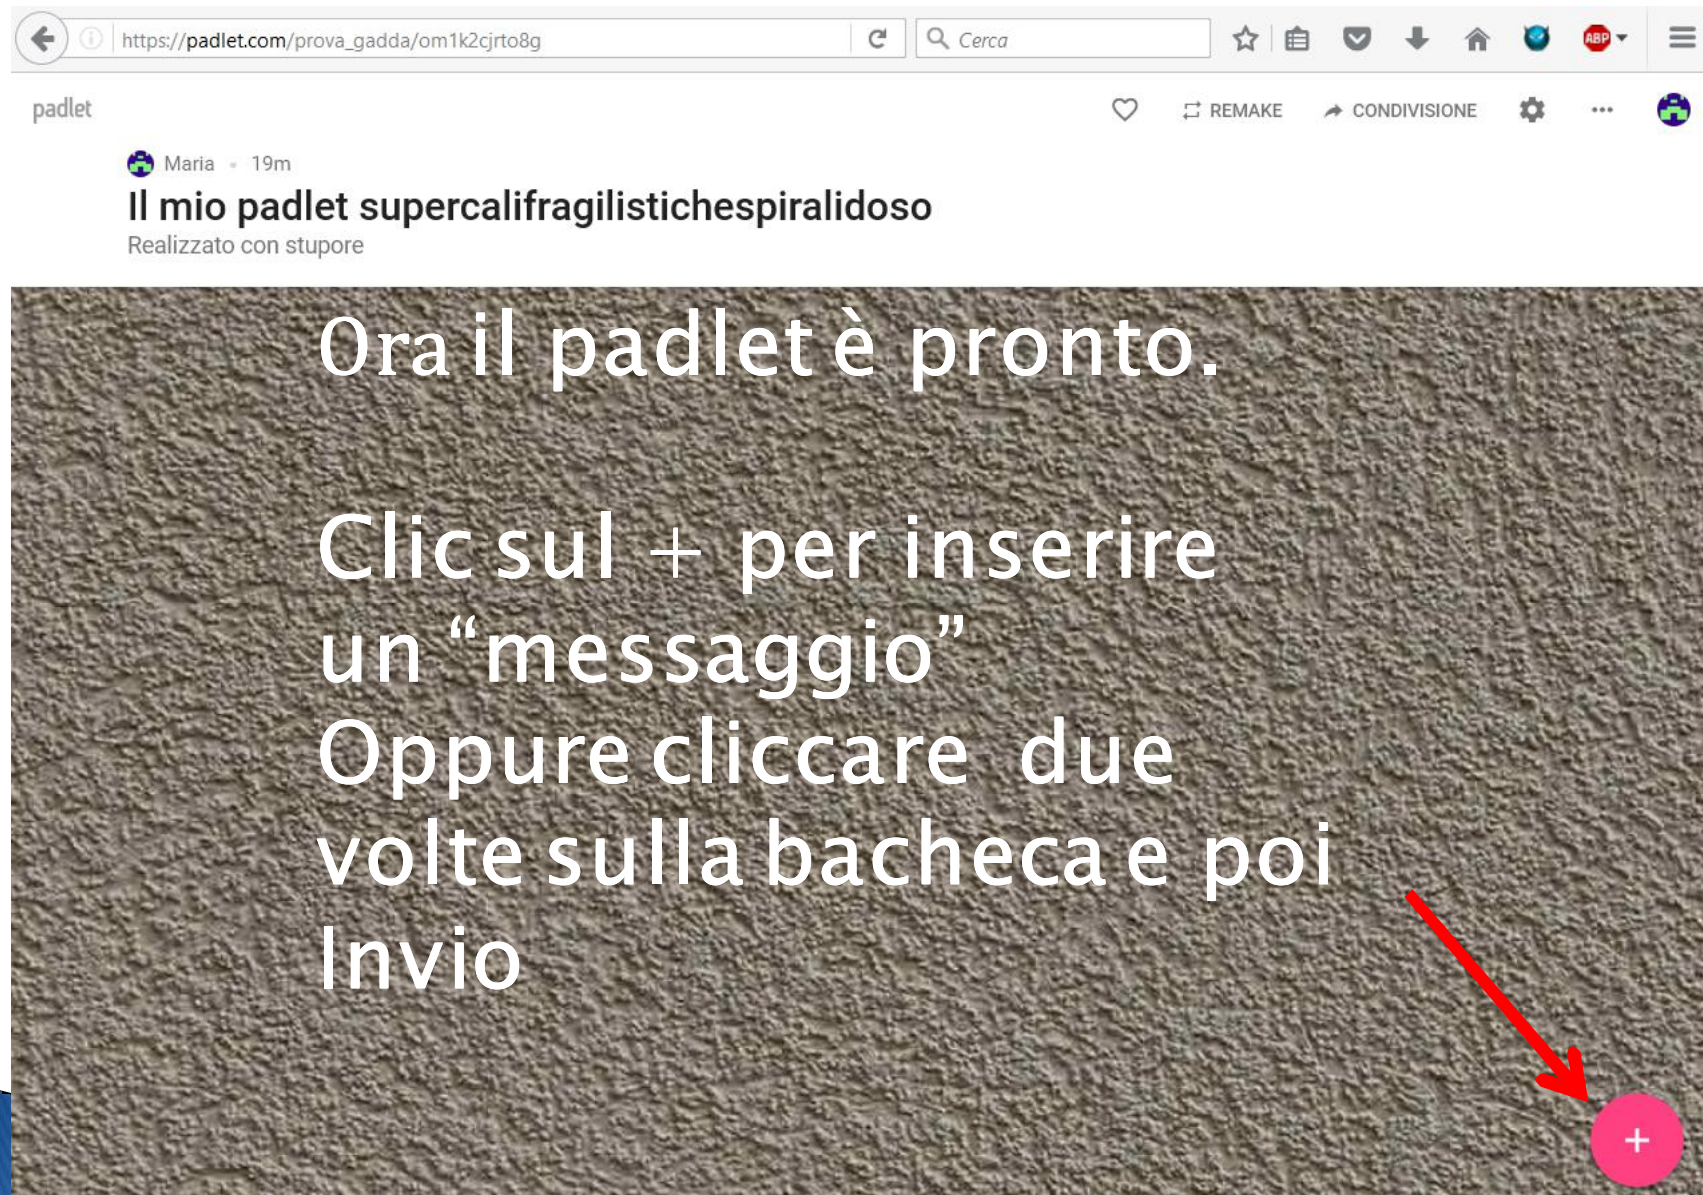 https://padlet.com/prova_gadda/om1k2cjrto8g
Cerca
ABP
padlet
REMAKE
CONDIVISIONE
Maria • 19m
Il mio padlet supercalifragilistichespiralidoso
Realizzato con stupore
Ora il padlet è pronto.
Clic sul + per inserire
un “messaggio”
Oppure cliccare due
volte sulla bacheca e poi
Invio
+